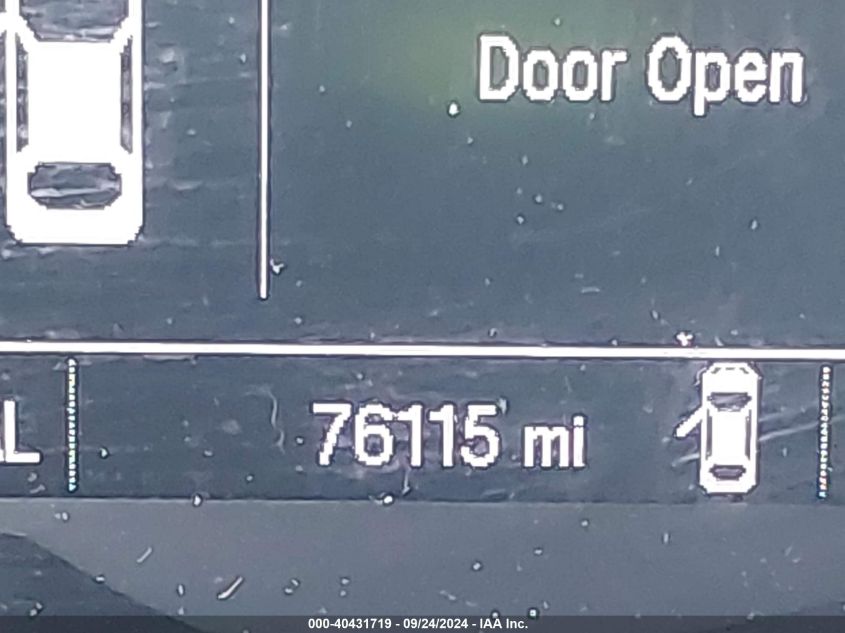 Door Open
L 76115 mi
000-40431719 - 09/24/2024 - IAA Inc.